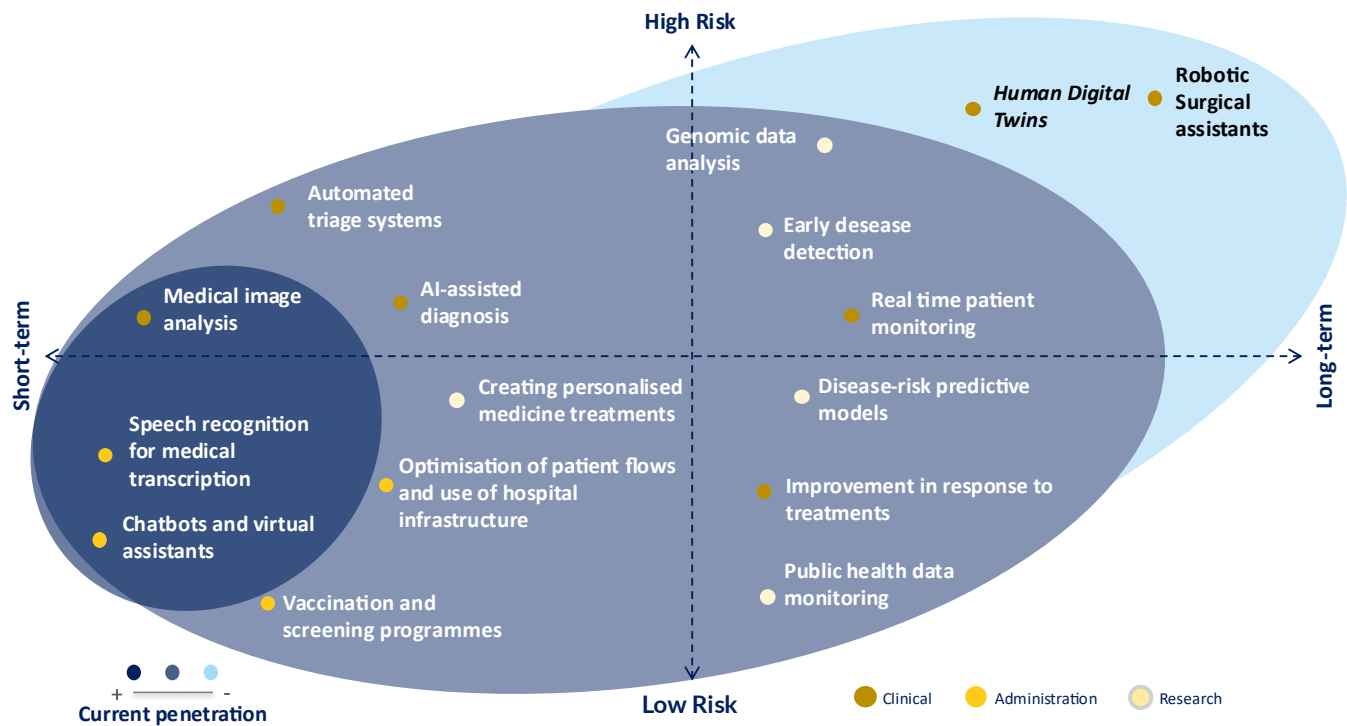 High Risk
Human Digital
Twins
Robotic
Surgical
assistants
Genomic data
analysis
Automated
triage systems
Early desease
detection
Medical image
analysis
AI-assisted
diagnosis
Real time patient
monitoring
Short-term
Long-term
Creating personalised
medicine treatments
Disease-risk predictive
models
Speech recognition
for medical
transcription
Optimisation of patient flows
and use of hospital
infrastructure
Improvement in response to
treatments
Chatbots and virtual
assistants
Public health data
monitoring
Vaccination and
screening programmes
+ -
Current penetration
Low Risk
Clinical
Administration
Research